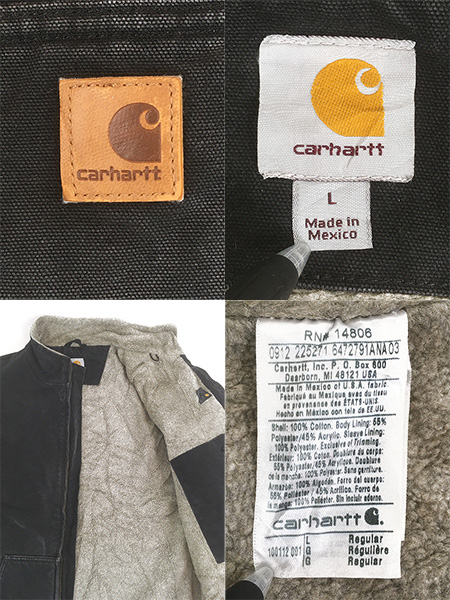 carhartt
carhartt
L
Made in
Mexico
RN# 14806
0912 225271 6472791ANA03
Carhartt, Inc. P.O. Box 600
Dearborn, MI 48121 USA
Made in Mexico of U.S.A. fabric.
Fabriqué au Mexique avec du tissu
en provenance des ÉTATS-UNIS.
Hecho en México con tela de EE.UU.
Shell: 100% Cotton. Body Lining: 55%
Polyester/45% Acrylic. Sleeve Lining:
100% Polyester. Exclusive of Trimming.
Extérieur: 100% Coton. Doublure du Corps:
55% Polyester/45% Acrylique. Doublure
de la Manche: 100% Polyester. Sans garniture.
Armazón: 100% Algodón. Forro de
55% Poliéster / 45% Acrílico. Forro de
la Manga: 100% Poliéster. Sin incluir adorno.
carhartt
L Regular
100112 001 G Régulière
G Regular